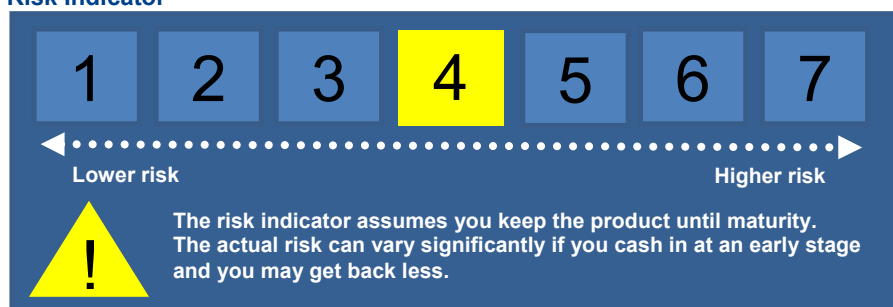 Risk Indicator
1 2 3 4 5 6 7
Lower risk Higher risk
!
The risk indicator assumes you keep the product until maturity.
The actual risk can vary significantly if you cash in at an early stage
and you may get back less.